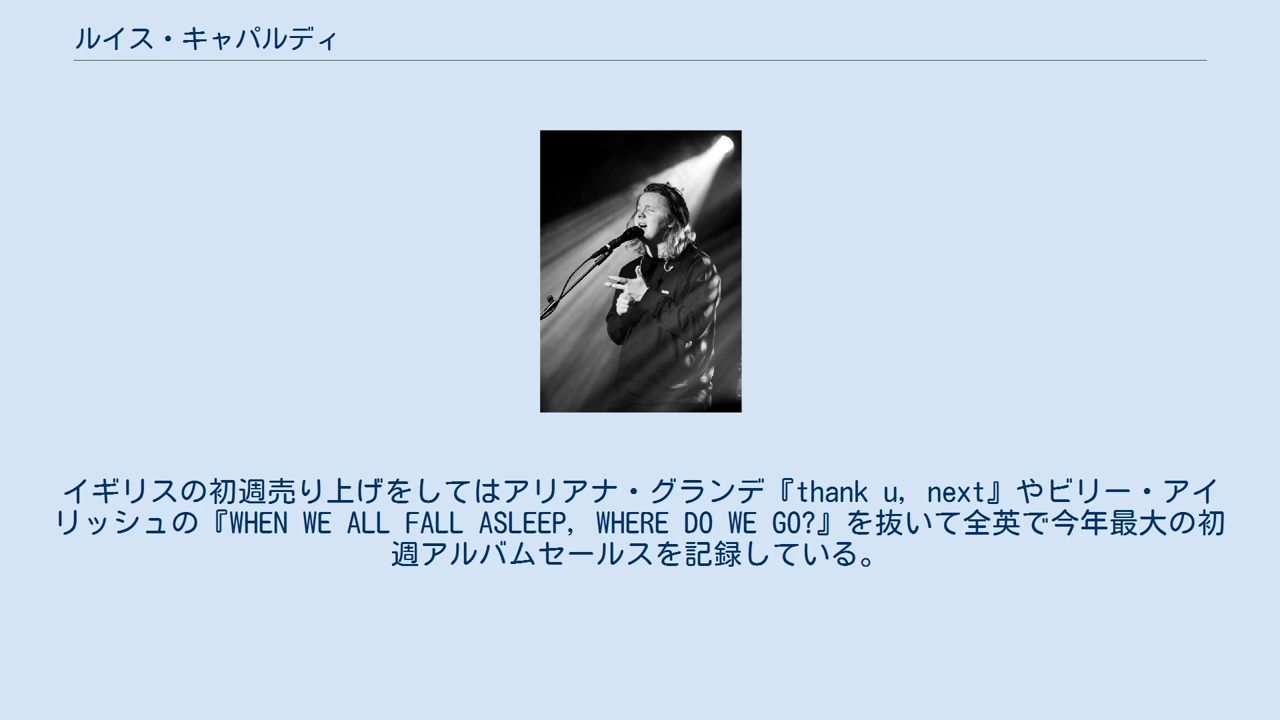 ルイス・キャパルディ
イギリスの初週売り上げをしてはアリアナ・グランデ『thank u, next』やビリー・アイ
リッシュの『WHEN WE ALL FALL ASLEEP, WHERE DO WE GO?』を抜いて全英で今年最大の初
週アルバムセールスを記録している。